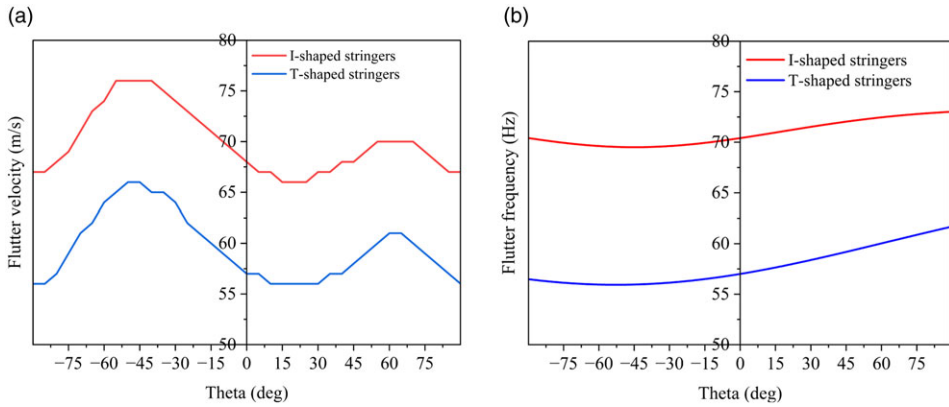 (a)
80
I-shaped stringers
T-shaped stringers
75
70
65
60
55
50
Flutter velocity (m/s)
−75 −60 −45 −30 −15 0 15 30 45 60 75
Theta (deg)
(b)
80
I-shaped stringers
T-shaped stringers
75
70
65
60
55
50
Flutter frequency (Hz)
−75 −60 −45 −30 −15 0 15 30 45 60 75
Theta (deg)